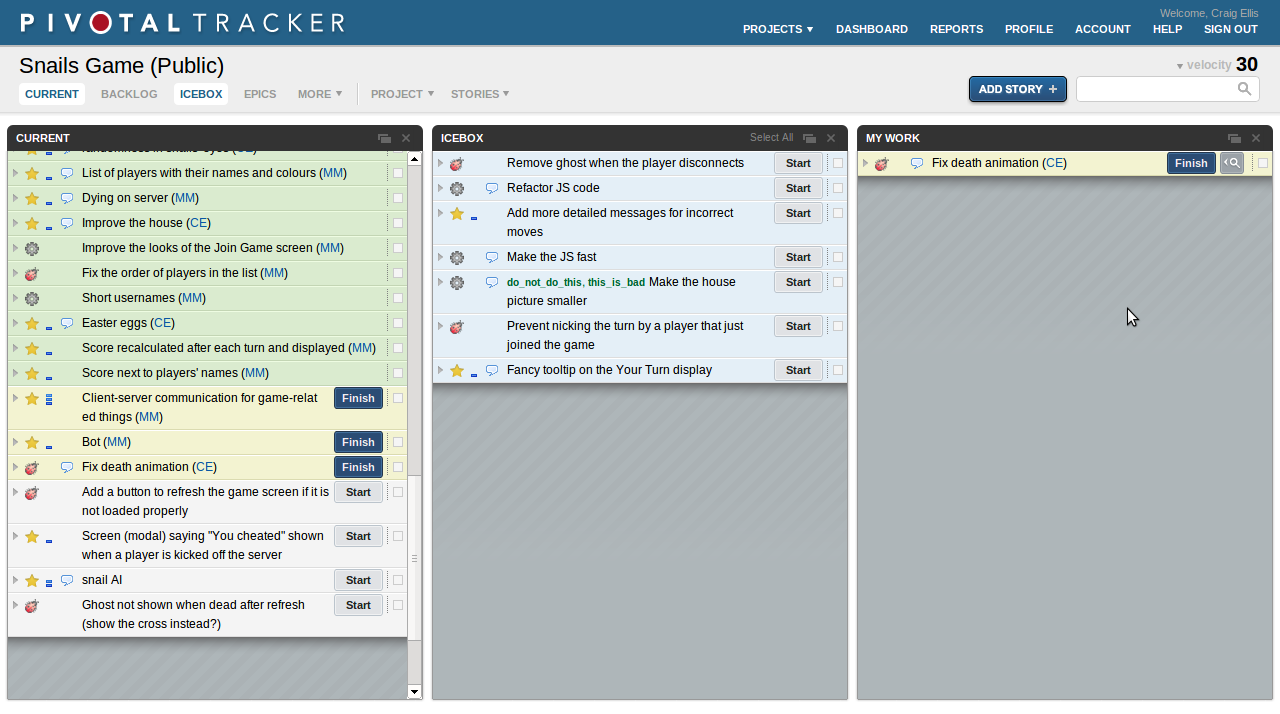 PIVOTAL TRACKER
Welcome, Craig Ellis
PROJECTS DASHBOARD REPORTS PROFILE ACCOUNT HELP SIGN OUT
Snails Game (Public)
velocity 30
CURRENT BACKLOG ICEBOX EPICS MORE PROJECT STORIES
ADD STORY +
CURRENT
List of players with their names and colours (MM)
Dying on server (MM)
Improve the house (CE)
Improve the looks of the Join Game screen (MM)
Fix the order of players in the list (MM)
Short usernames (MM)
Easter eggs (CE)
Score recalculated after each turn and displayed (MM)
Score next to players' names (MM)
Client-server communication for game-relat
ed things (MM)
Finish
Bot (MM)
Finish
Fix death animation (CE)
Finish
Add a button to refresh the game screen if it is
not loaded properly
Start
Screen (modal) saying "You cheated" shown
when a player is kicked off the server
Start
snail AI
Start
Ghost not shown when dead after refresh
(show the cross instead?)
Start
ICEBOX
Select All
Remove ghost when the player disconnects
Start
Refactor JS code
Start
Add more detailed messages for incorrect
moves
Start
Make the JS fast
Start
do_not_do_this, this_is_bad Make the house
picture smaller
Start
Prevent nicking the turn by a player that just
joined the game
Start
Fancy tooltip on the Your Turn display
Start
MY WORK
Fix death animation (CE)
Finish